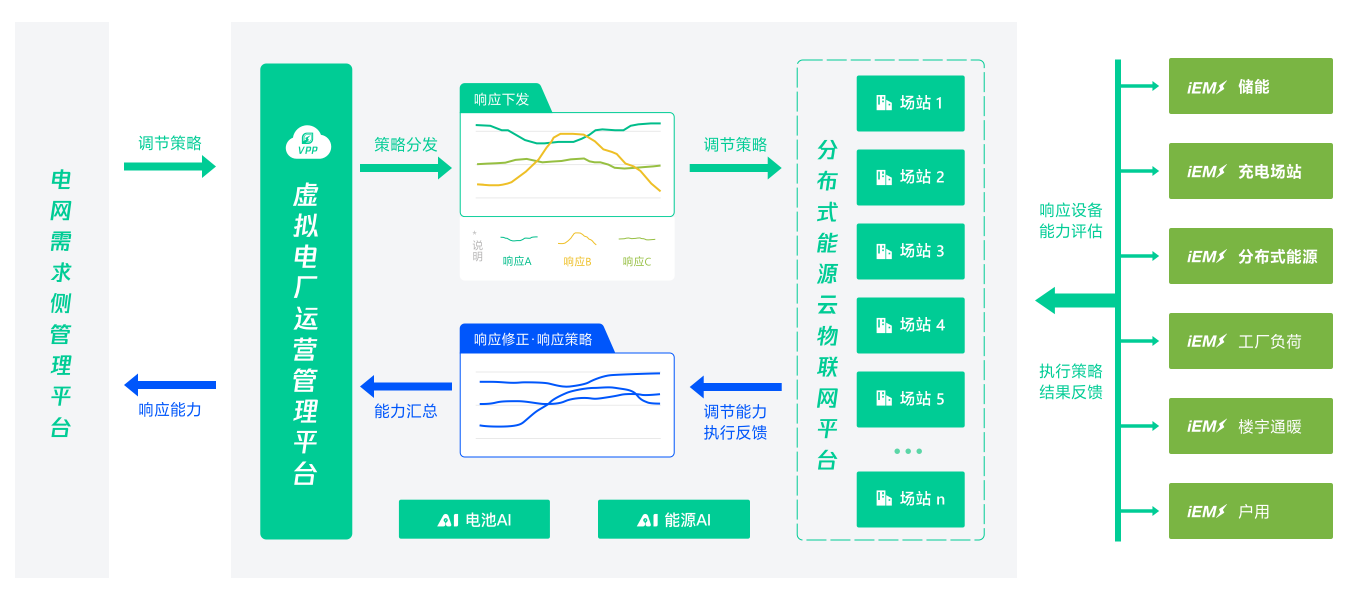 电网需求侧管理平台
调节策略
响应能力
VPP
虚拟电厂运营管理平台
策略分发
能力汇总
响应下发
*说明
响应A
响应B
响应C
响应修正·响应策略
AI 电池AI
AI 能源AI
调节策略
调节能力
执行反馈
分布式能源云物联网平台
场站 1
场站 2
场站 3
场站 4
场站 5
•••
场站 n
响应设备
能力评估
执行策略
结果反馈
iEMS 储能
iEMS 充电场站
iEMS 分布式能源
iEMS 工厂负荷
iEMS 楼宇通暖
iEMS 户用